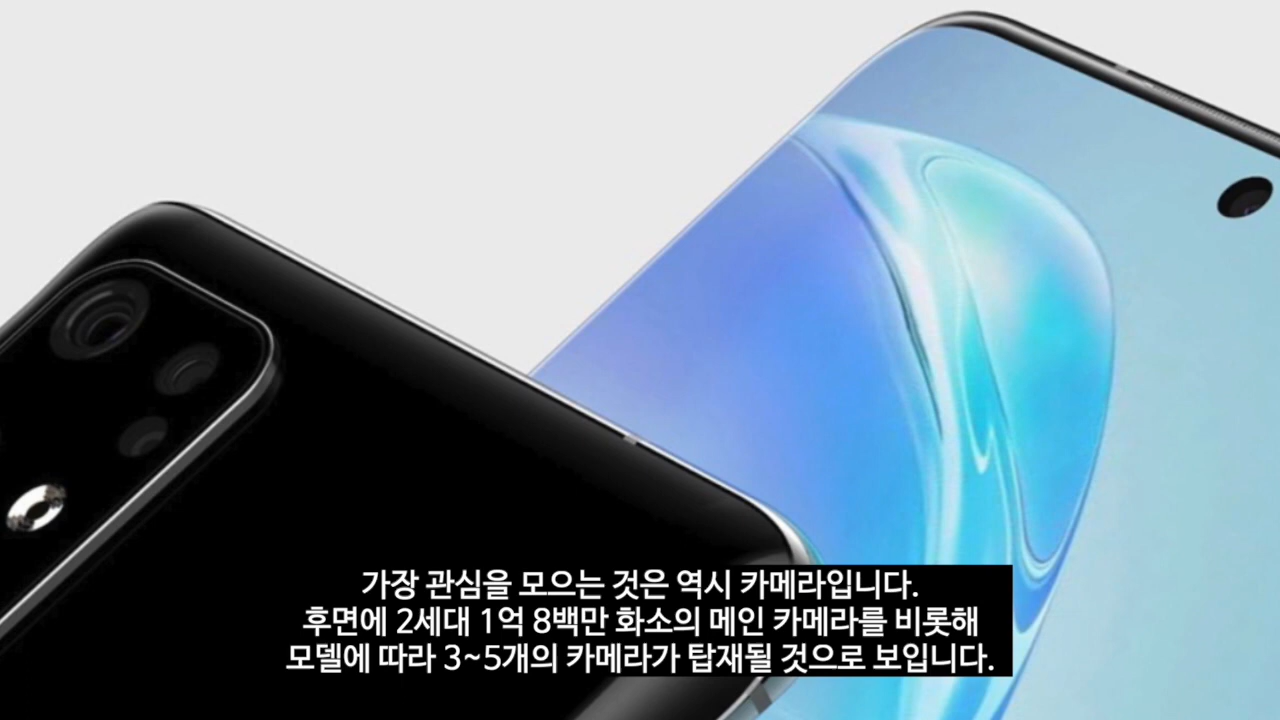 가장 관심을 모으는 것은 역시 카메라입니다.
후면에 2세대 1억 8백만 화소의 메인 카메라를 비롯해
모델에 따라 3~5개의 카메라가 탑재될 것으로 보입니다.